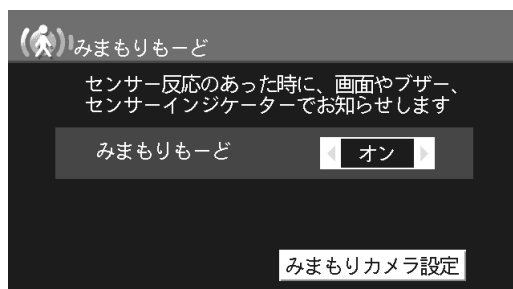 みまもりもーど
センサー反応のあった時に、画面やブザー、
センサーインジケーターでお知らせします
みまもりもーど オン
みまもりカメラ設定